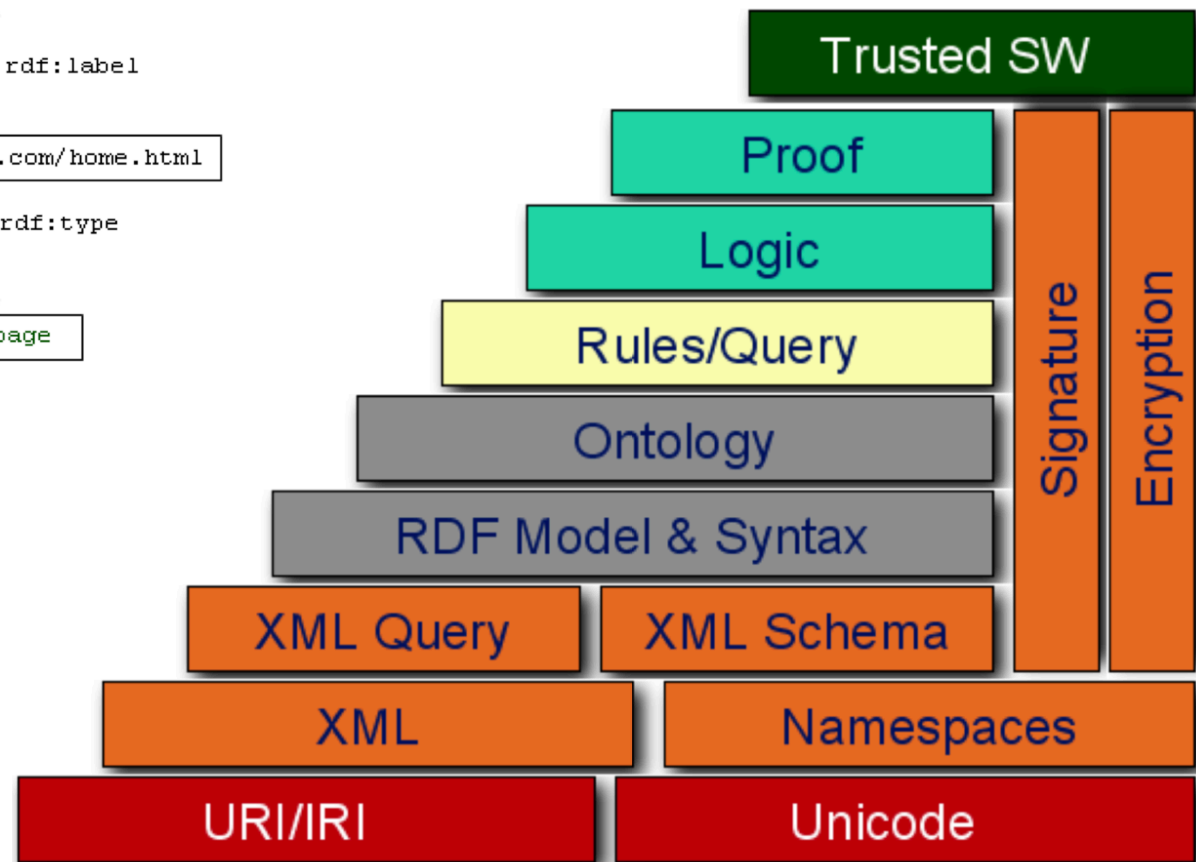 Trusted SW
rdf:label
Proof
.com/home.html
rdf:type
Logic
page
Rules/Query
Ontology
RDF Model & Syntax
Signature
Encryption
XML Query XML Schema
XML Namespaces
URI/IRI Unicode